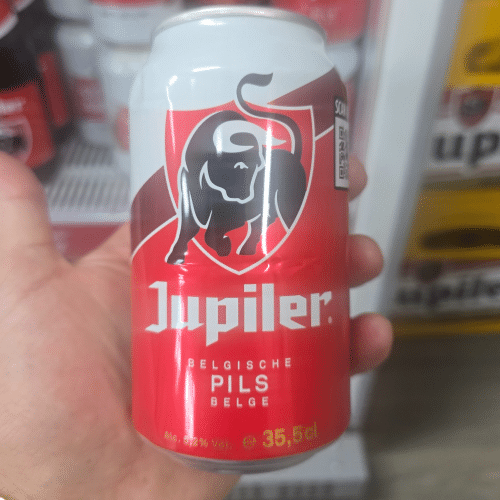 Jupiler
BELGISCHE
PILS
BELGE
35,5cl